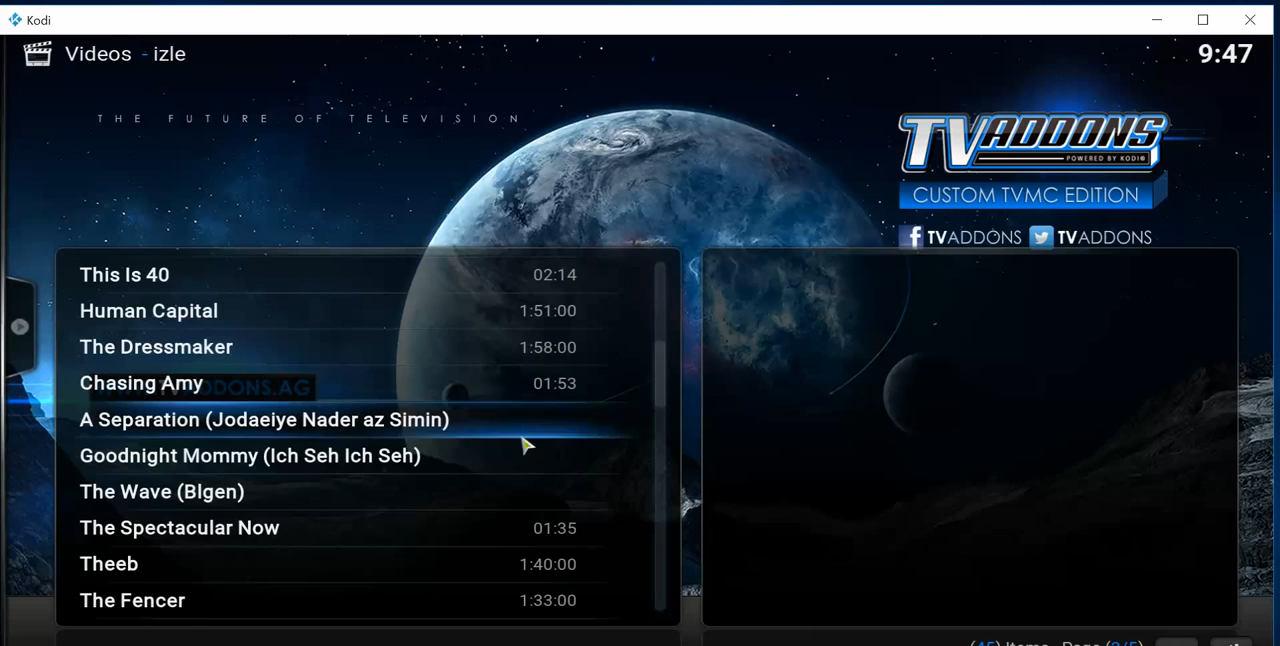 Kodi
Videos - izle
9:47
THE FUTURE OF TELEVISION
TVADDONS
POWERED BY KODI®
CUSTOM TVMC EDITION
TVADDONS TVADDONS
This Is 40 02:14
Human Capital 1:51:00
The Dressmaker 1:58:00
Chasing Amy 01:53
A Separation (Jodaeiye Nader az Simin)
Goodnight Mommy (Ich Seh Ich Seh)
The Wave (Blgen)
The Spectacular Now 01:35
Theeb 1:40:00
The Fencer 1:33:00